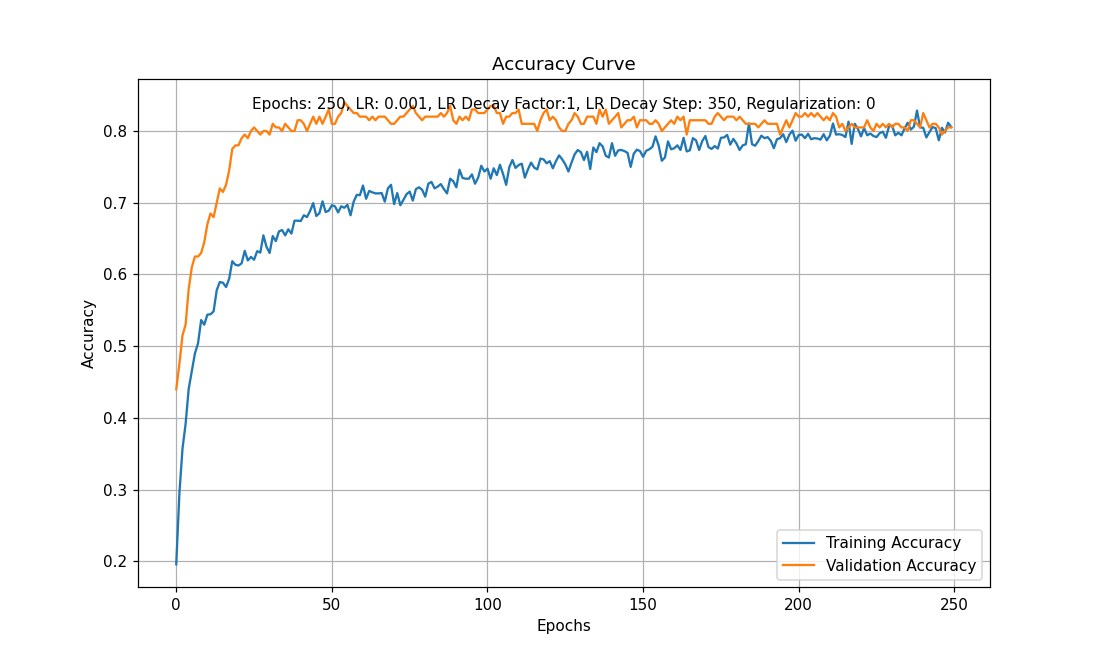 Accuracy Curve
Epochs: 250, LR: 0.001, LR Decay Factor:1, LR Decay Step: 350, Regularization: 0
0.8
0.7
0.6
0.5
0.4
0.3
0.2
Accuracy
Training Accuracy
Validation Accuracy
0 50 100 150 200 250
Epochs